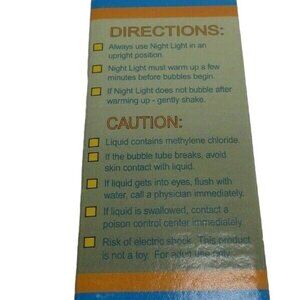 DIRECTIONS:
Always use Night Light in an
upright position.
Night Light must warm up a few
minutes before bubbles begin.
If Night Light does not bubble after
warming up - gently shake.
CAUTION:
Liquid contains methylene chloride.
If the bubble tube breaks, avoid
skin contact with liquid.
If liquid gets into eyes, flush with
water, call a physician immediately.
If liquid is swallowed, contact a
poison control center immediately.
Risk of electric shock. This product
is not a toy. For adult use only.